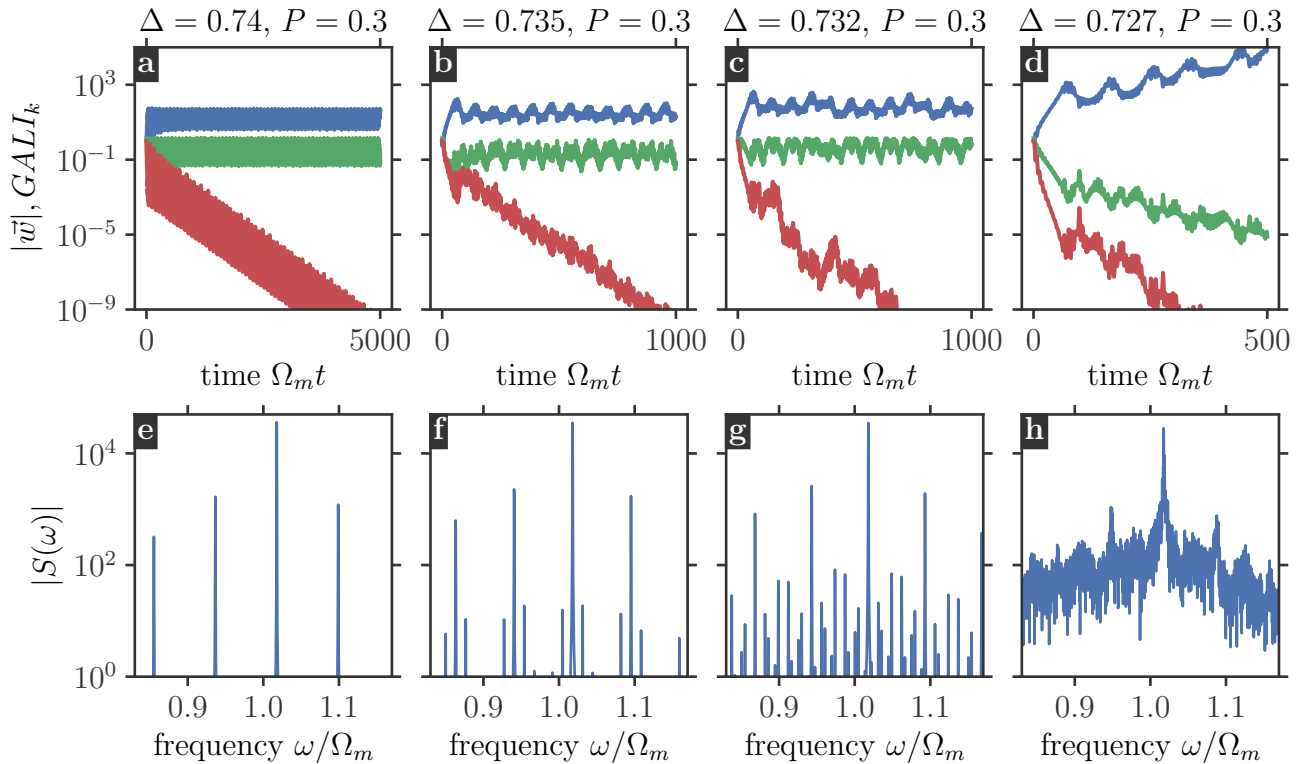 Δ = 0.74, P = 0.3
Δ = 0.735, P = 0.3
Δ = 0.732, P = 0.3
Δ = 0.727, P = 0.3
a
b
c
d
|w⃗|, GALI_k
10^3
10^−1
10^−5
10^−9
0
5000
0
1000
0
1000
0
500
time Ω_m t
time Ω_m t
time Ω_m t
time Ω_m t
e
f
g
h
|S(ω)|
10^4
10^2
10^0
0.9
1.0
1.1
0.9
1.0
1.1
0.9
1.0
1.1
0.9
1.0
1.1
frequency ω/Ω_m
frequency ω/Ω_m
frequency ω/Ω_m
frequency ω/Ω_m